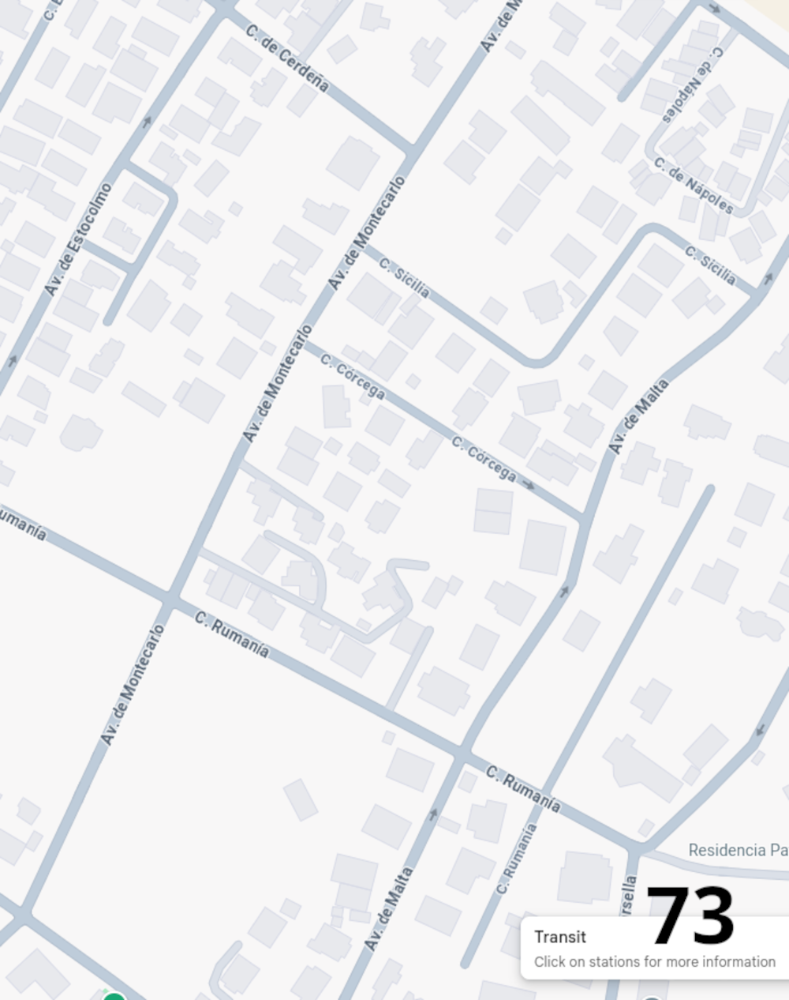 C. de Cerdeña
Av. de M
C. de Nápoles
C. de Nápoles
Av. de Montecarlo
Av. de Estocolmo
C. Sicilia
C. Sicilia
Av. de Montecarlo
C. Córcega
Av. de Malta
C. Córcega
umanía
C. Rumanía
Av. de Montecarlo
C. Rumanía
C. Rumanía
Residencia Pa
Av. de Malta
rsella
73
Transit
Click on stations for more information